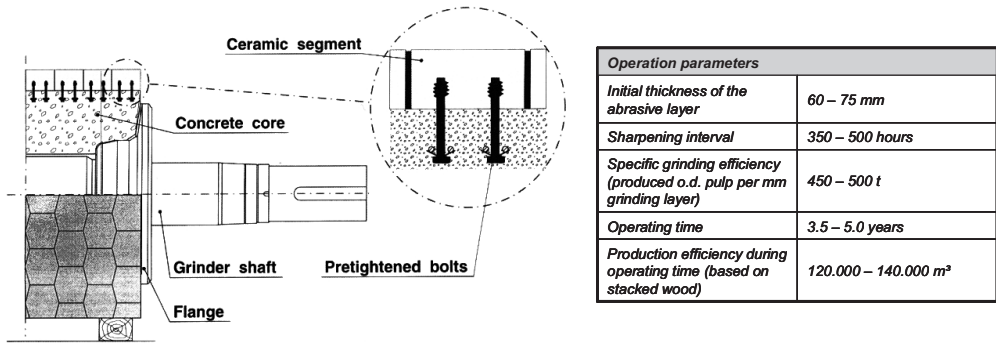 Ceramic segment
Concrete core
Grinder shaft
Pretightened bolts
Flange
Operation parameters
Initial thickness of the
abrasive layer
60 – 75 mm
Sharpening interval
350 – 500 hours
Specific grinding efficiency
(produced o.d. pulp per mm
grinding layer)
450 – 500 t
Operating time
3.5 – 5.0 years
Production efficiency during
operating time (based on
stacked wood)
120.000 – 140.000 m³